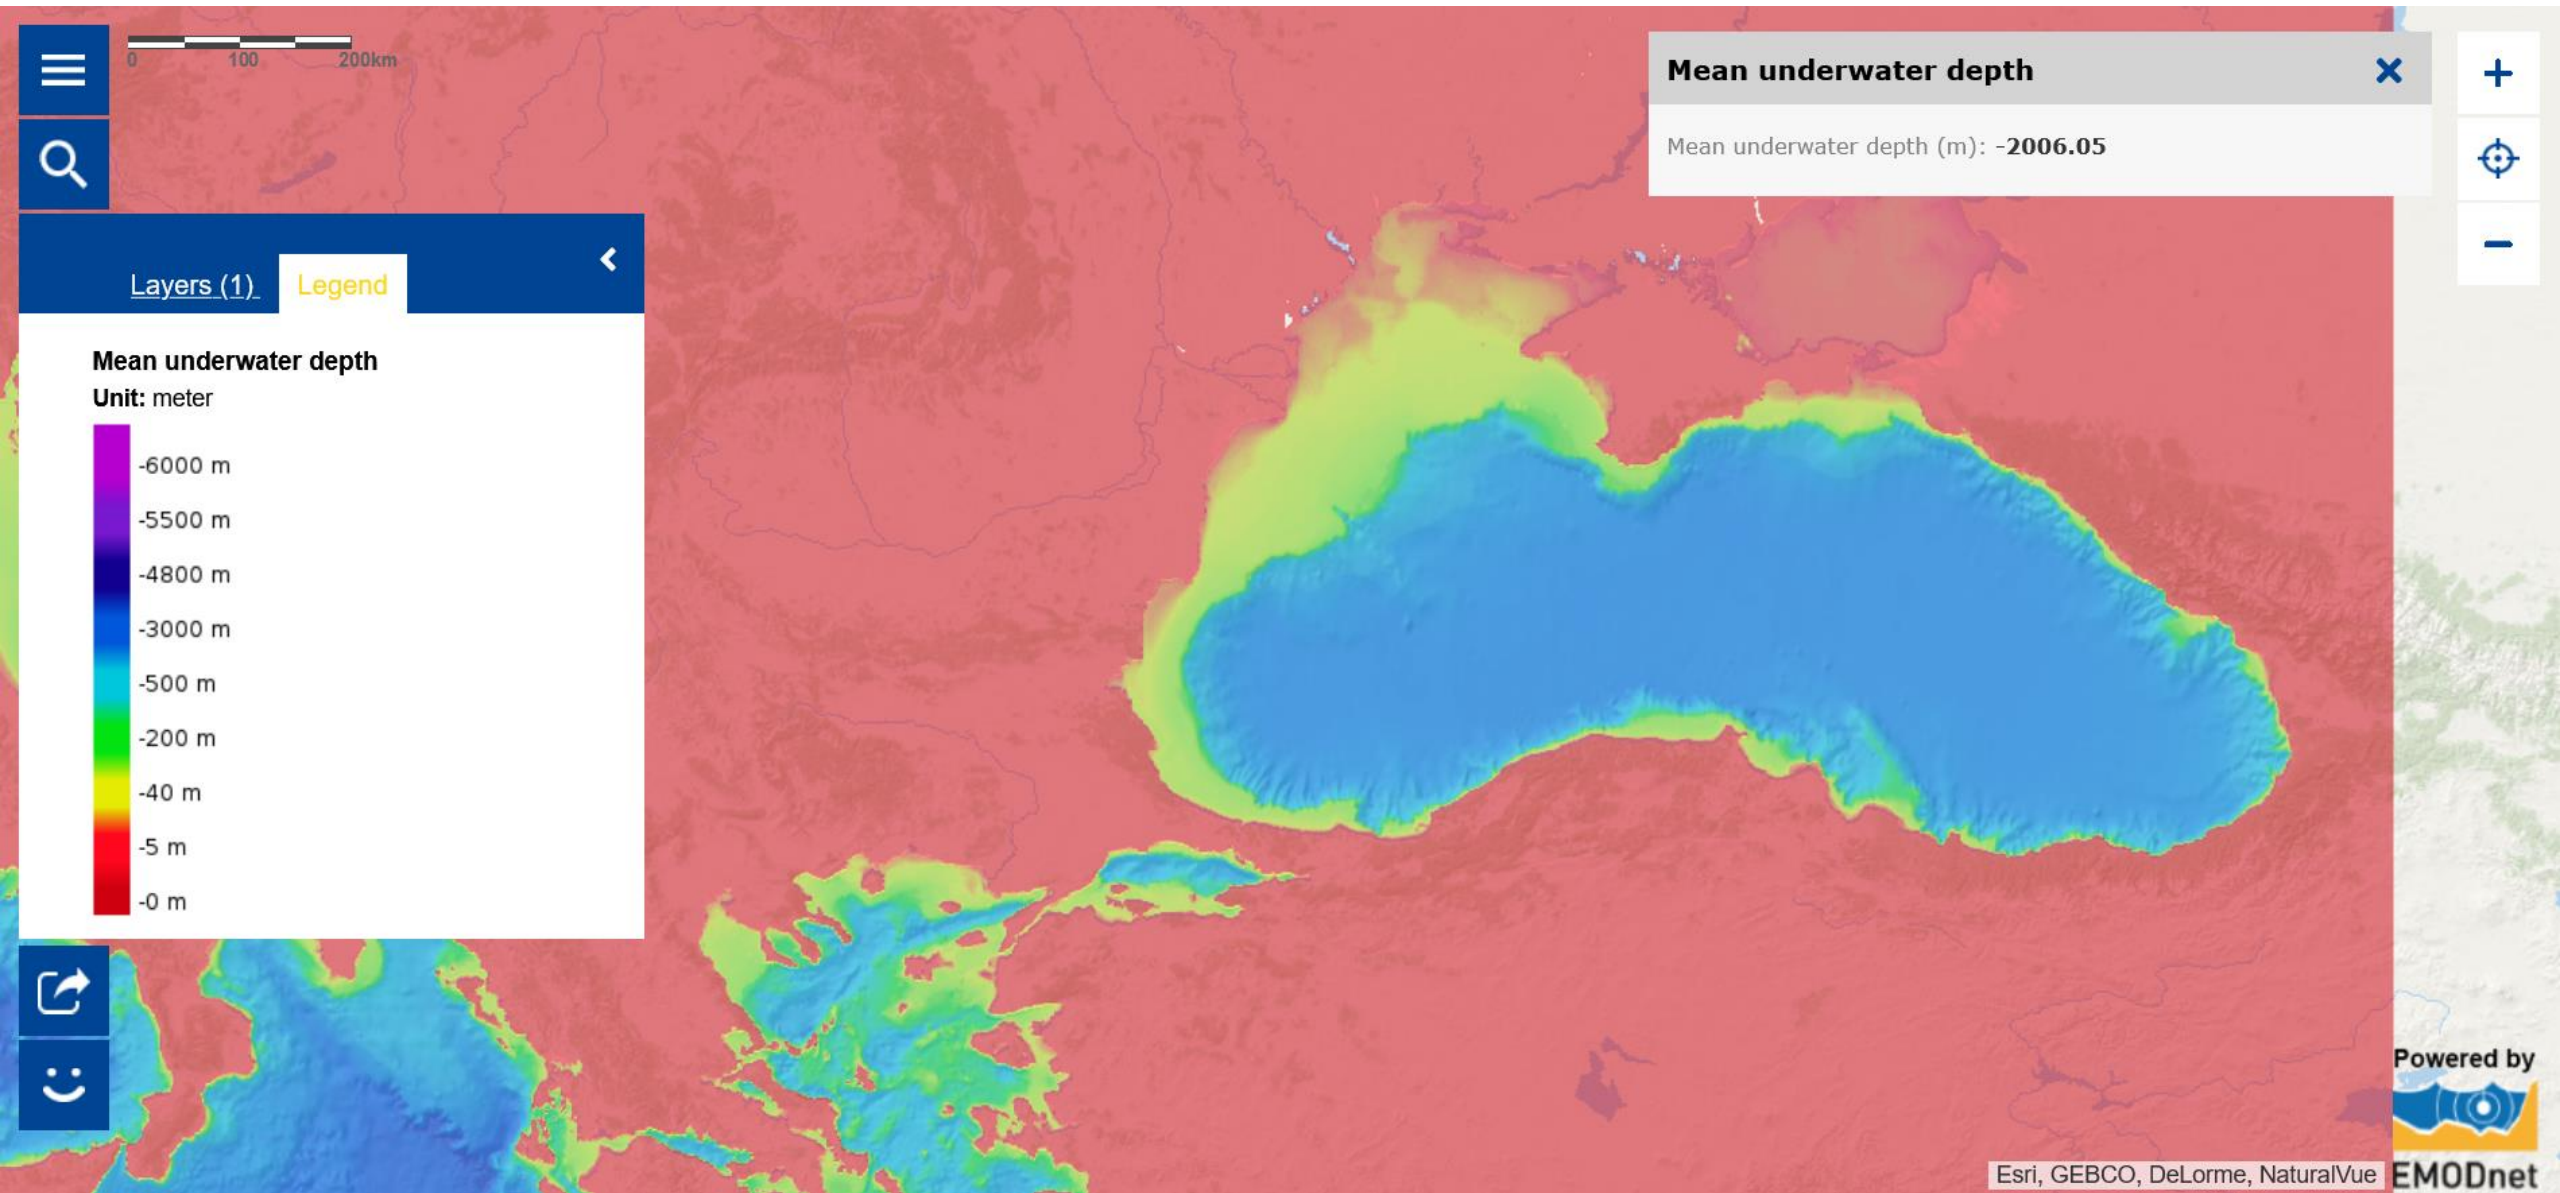 0 100 200km
Mean underwater depth
Mean underwater depth (m): -2006.05
Layers (1) Legend
Mean underwater depth
Unit: meter
-6000 m
-5500 m
-4800 m
-3000 m
-500 m
-200 m
-40 m
-5 m
-0 m
Powered by
EMODnet
Esri, GEBCO, DeLorme, NaturalVue